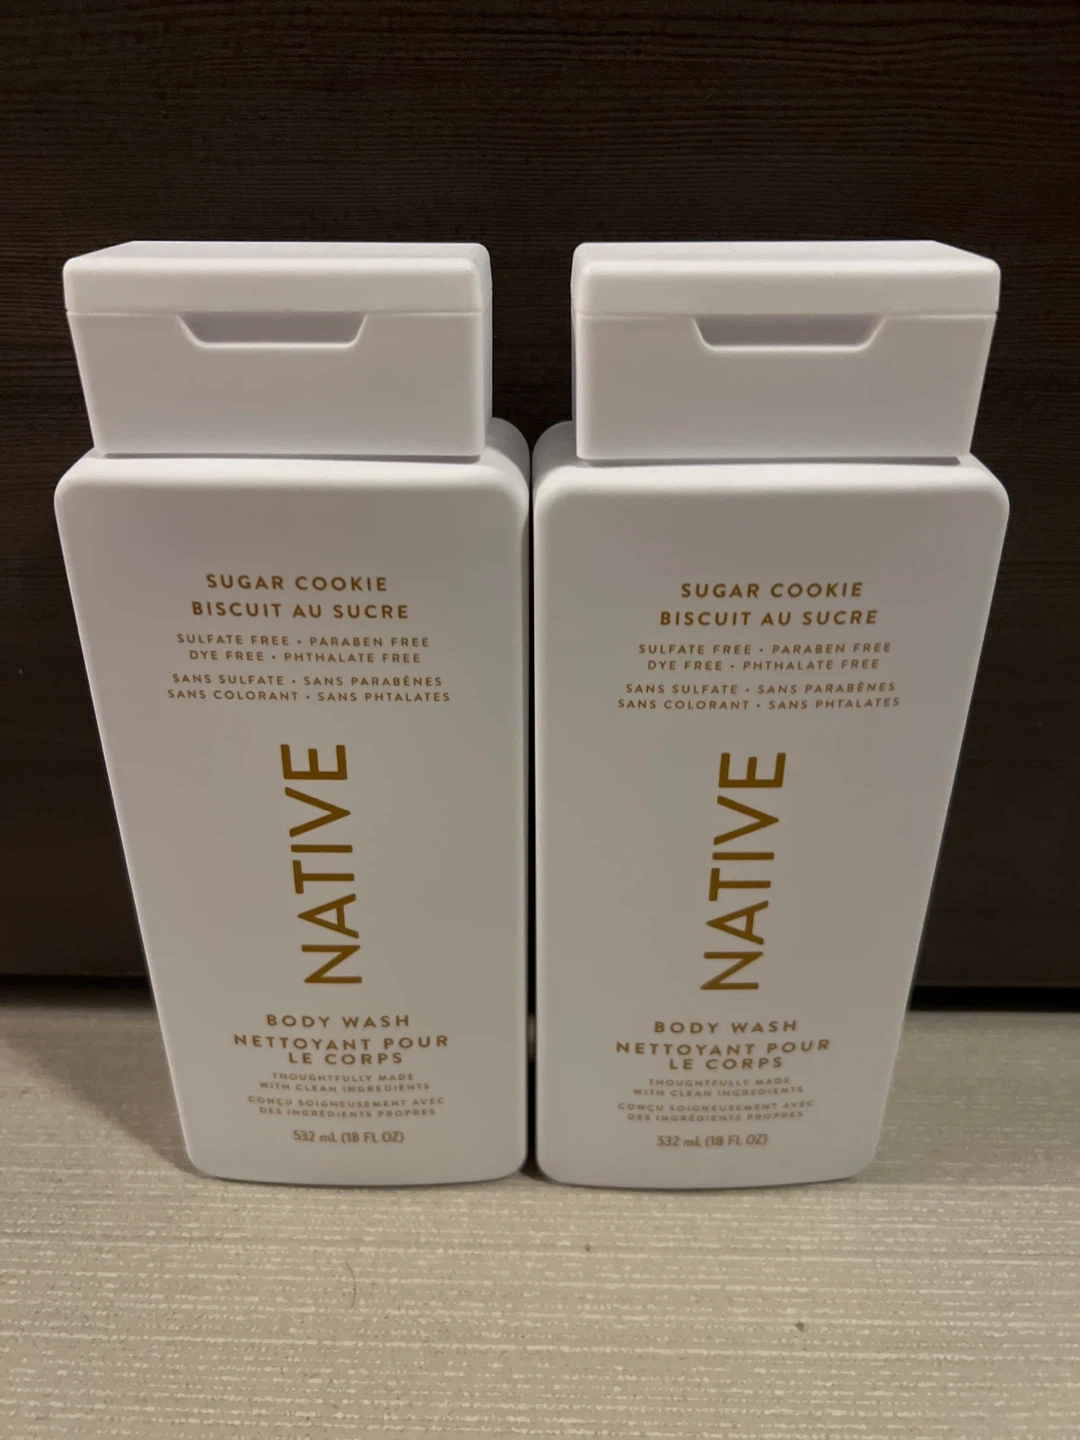 SUGAR COOKIE
BISCUIT AU SUCRE
SULFATE FREE • PARABEN FREE
DYE FREE • PHTHALATE FREE
SANS SULFATE • SANS PARABÈNES
SANS COLORANT • SANS PHTALATES
NATIVE
BODY WASH
NETTOYANT POUR
LE CORPS
THOUGHTFULLY MADE
WITH CLEAN INGREDIENTS
CONÇU SOIGNEUSEMENT AVEC
DES INGRÉDIENTS PROPRES
532 mL (18 FL OZ)
SUGAR COOKIE
BISCUIT AU SUCRE
SULFATE FREE • PARABEN FREE
DYE FREE • PHTHALATE FREE
SANS SULFATE • SANS PARABÈNES
SANS COLORANT • SANS PHTALATES
NATIVE
BODY WASH
NETTOYANT POUR
LE CORPS
THOUGHTFULLY MADE
WITH CLEAN INGREDIENTS
CONÇU SOIGNEUSEMENT AVEC
DES INGRÉDIENTS PROPRES
532 mL (18 FL OZ)